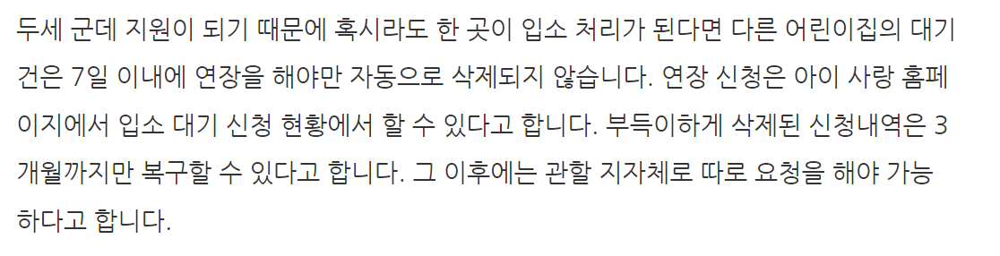 두세 군데 지원이 되기 때문에 혹시라도 한 곳이 입소 처리가 된다면 다른 어린이집의 대기
건은 7일 이내에 연장을 해야만 자동으로 삭제되지 않습니다. 연장 신청은 아이 사랑 홈페
이지에서 입소 대기 신청 현황에서 할 수 있다고 합니다. 부득이하게 삭제된 신청내역은 3
개월까지만 복구할 수 있다고 합니다. 그 이후에는 관할 지자체로 따로 요청을 해야 가능
하다고 합니다.